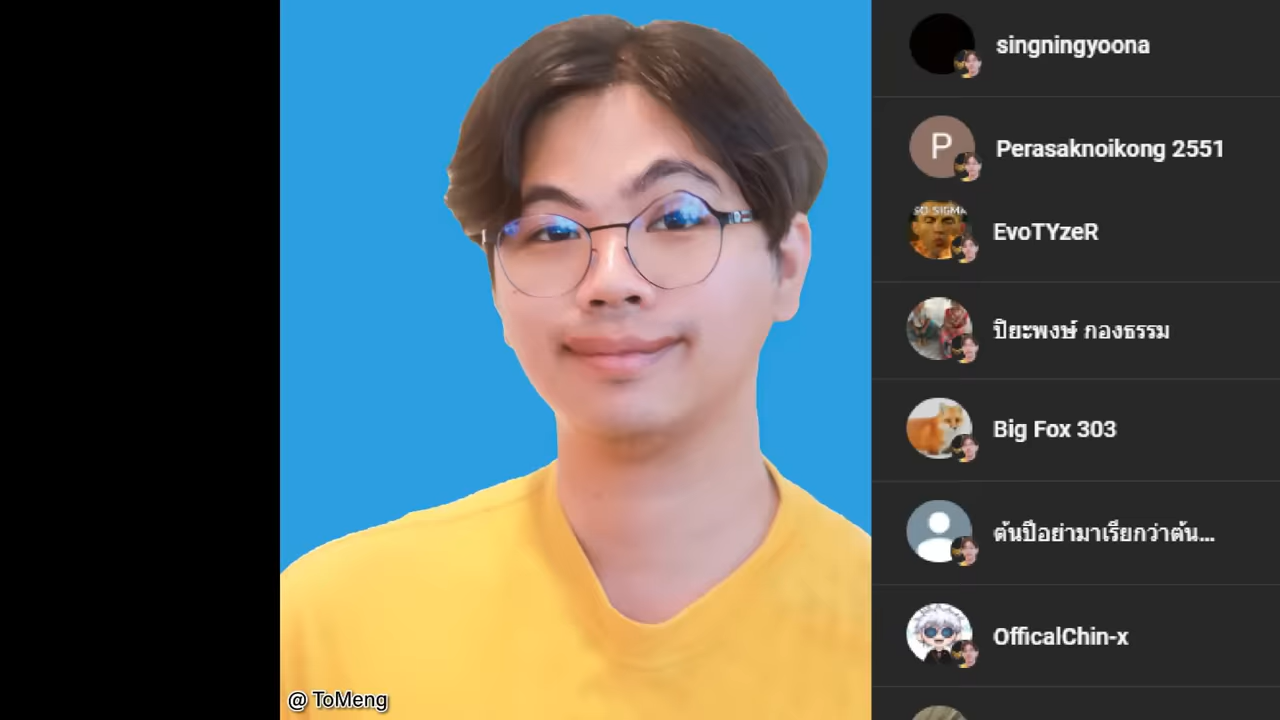 singningyoona
P
Perasaknoikong 2551
SO SIGMA
EvoTYzeR
ปิยะพงษ์ กองธรรม
Big Fox 303
ต้นปีอย่ามาเรียกว่าต้น...
OfficalChin-x
@ ToMeng